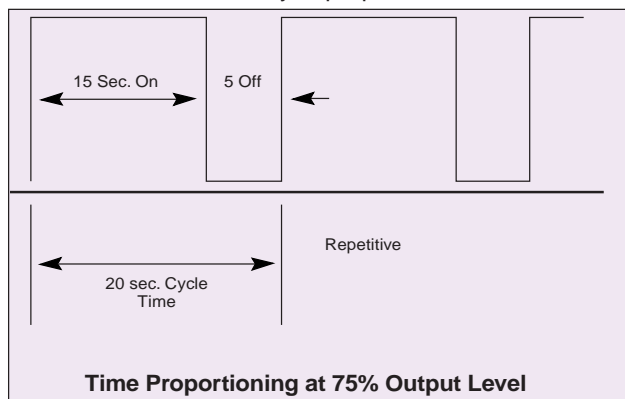 15 Sec. On
5 Off
Repetitive
20 sec. Cycle
Time
Time Proportioning at 75% Output Level